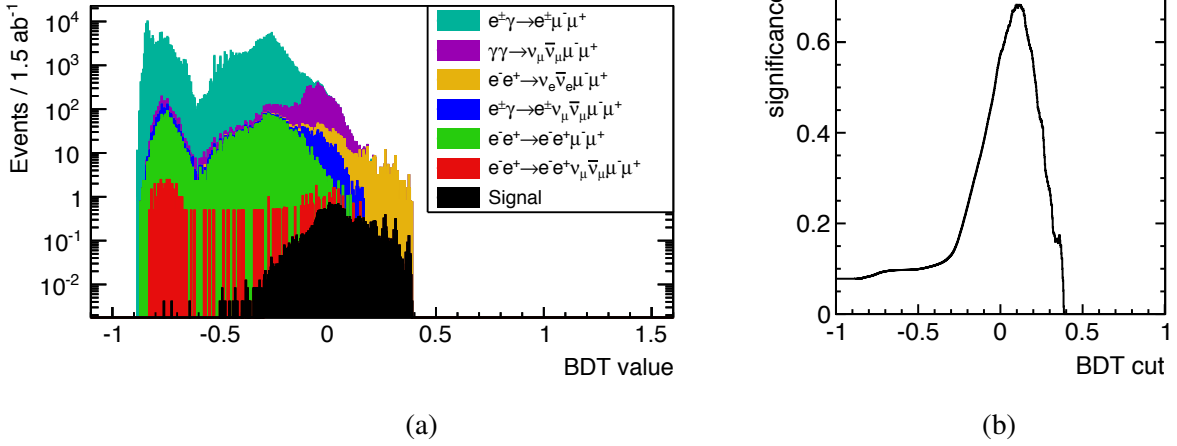 Events / 1.5 ab⁻¹
10⁴
10³
10²
10
1
10⁻¹
10⁻²
-1 -0.5 0 0.5 1 1.5
BDT value
e±γ→e±μ⁻μ⁺
γγ→ν_μν̄_μμ⁻μ⁺
e⁻e⁺→ν_eν̄_eμ⁻μ⁺
e±γ→e±ν_μν̄_μμ⁻μ⁺
e⁻e⁺→e⁻e⁺μ⁻μ⁺
e⁻e⁺→e⁻e⁺ν_μν̄_μμ⁻μ⁺
Signal
(a)
significance
0.6
0.4
0.2
0
-1 -0.5 0 0.5 1
BDT cut
(b)